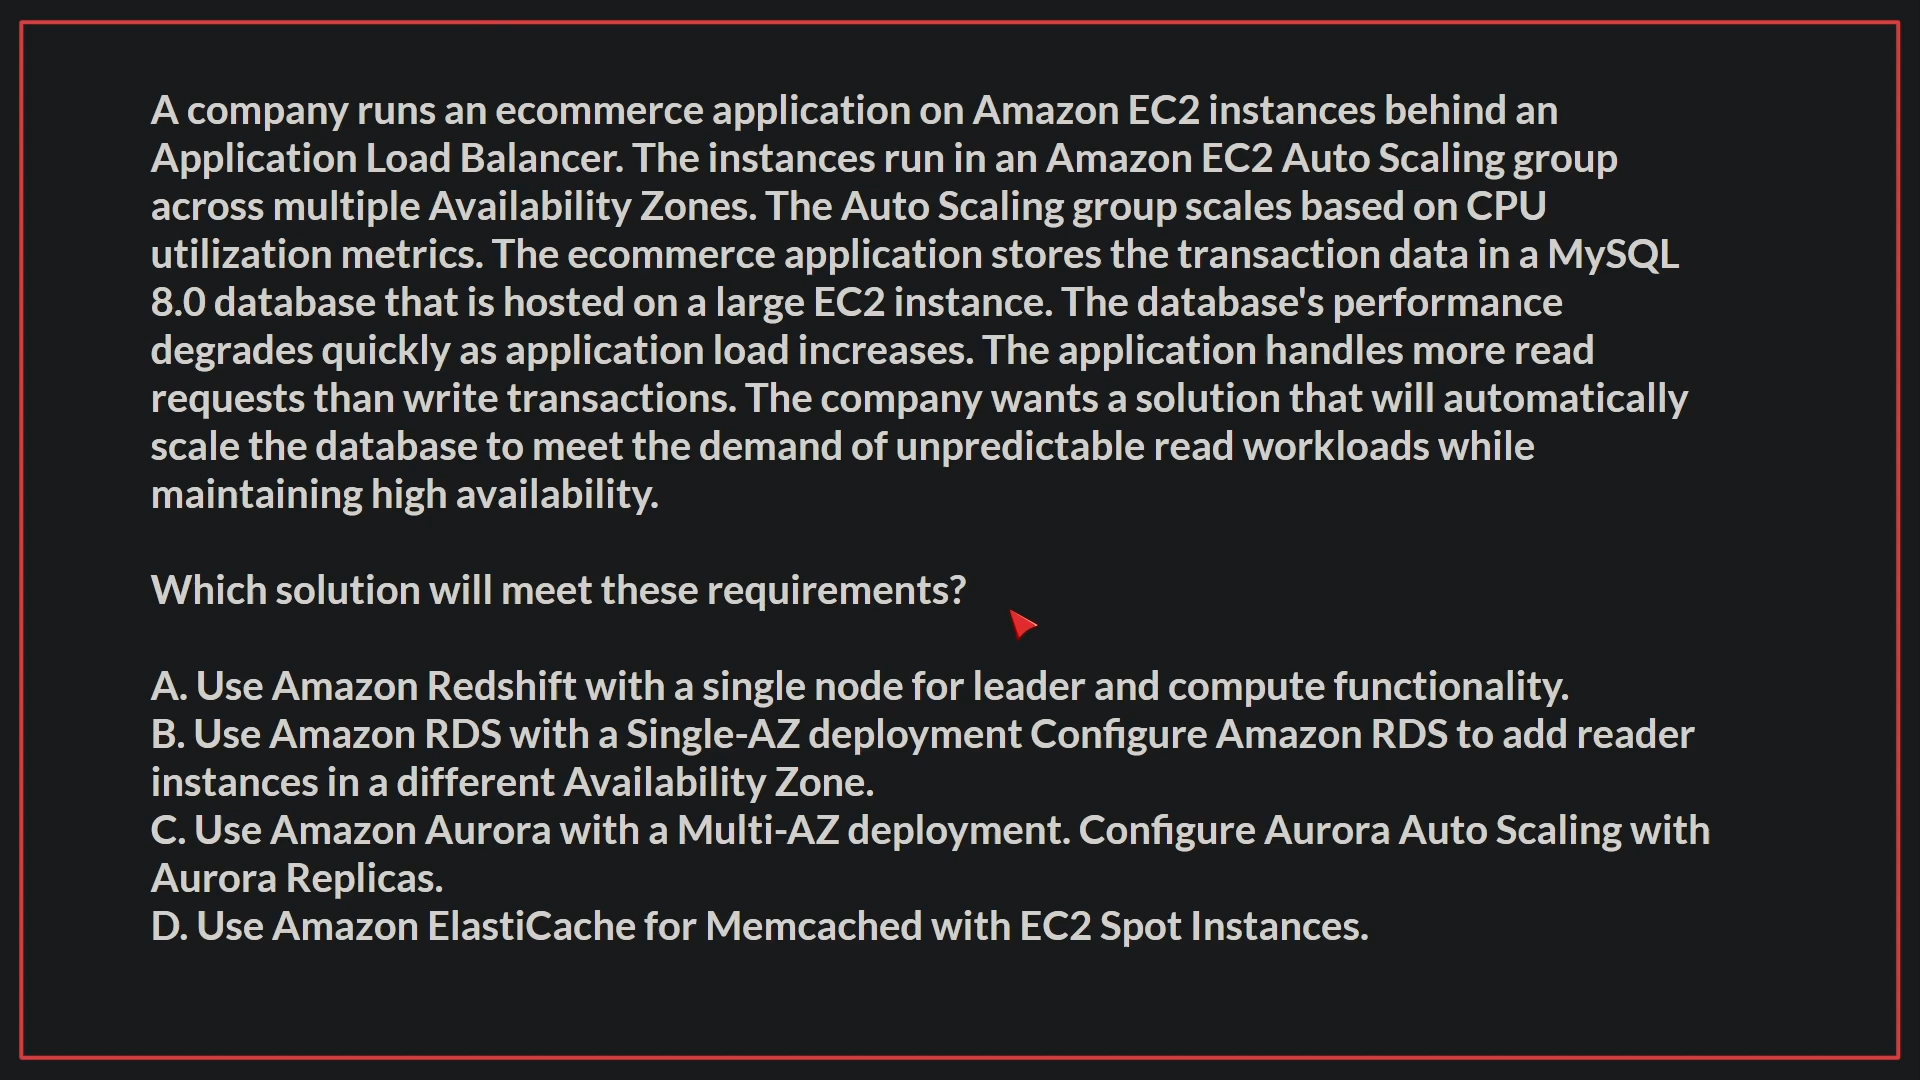 A company runs an ecommerce application on Amazon EC2 instances behind an
Application Load Balancer. The instances run in an Amazon EC2 Auto Scaling group
across multiple Availability Zones. The Auto Scaling group scales based on CPU
utilization metrics. The ecommerce application stores the transaction data in a MySQL
8.0 database that is hosted on a large EC2 instance. The database's performance
degrades quickly as application load increases. The application handles more read
requests than write transactions. The company wants a solution that will automatically
scale the database to meet the demand of unpredictable read workloads while
maintaining high availability.
Which solution will meet these requirements?
A. Use Amazon Redshift with a single node for leader and compute functionality.
B. Use Amazon RDS with a Single-AZ deployment Configure Amazon RDS to add reader
instances in a different Availability Zone.
C. Use Amazon Aurora with a Multi-AZ deployment. Configure Aurora Auto Scaling with
Aurora Replicas.
D. Use Amazon ElastiCache for Memcached with EC2 Spot Instances.